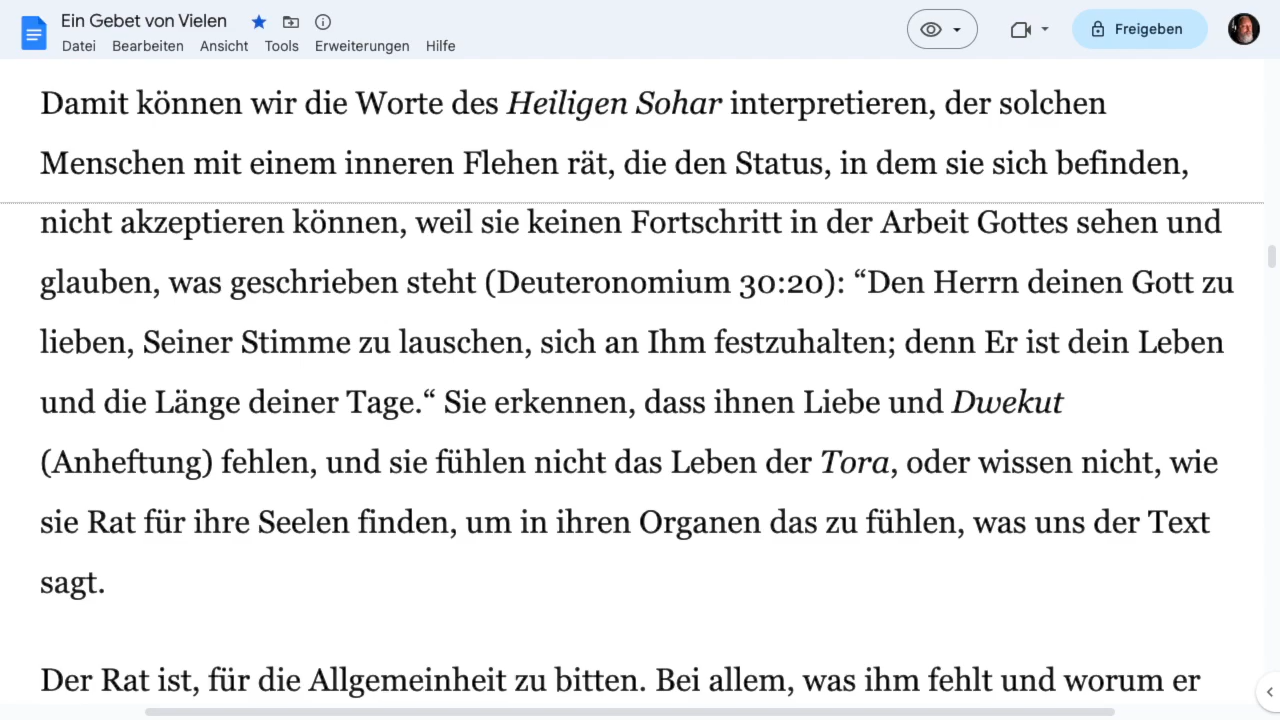 Ein Gebet von Vielen
Datei Bearbeiten Ansicht Tools Erweiterungen Hilfe
Freigeben
Damit können wir die Worte des Heiligen Sohar interpretieren, der solchen
Menschen mit einem inneren Flehen rät, die den Status, in dem sie sich befinden,
nicht akzeptieren können, weil sie keinen Fortschritt in der Arbeit Gottes sehen und
glauben, was geschrieben steht (Deuteronomium 30:20): “Den Herrn deinen Gott zu
lieben, Seiner Stimme zu lauschen, sich an Ihm festzuhalten; denn Er ist dein Leben
und die Länge deiner Tage.“ Sie erkennen, dass ihnen Liebe und Dwekut
(Anheftung) fehlen, und sie fühlen nicht das Leben der Tora, oder wissen nicht, wie
sie Rat für ihre Seelen finden, um in ihren Organen das zu fühlen, was uns der Text
sagt.
Der Rat ist, für die Allgemeinheit zu bitten. Bei allem, was ihm fehlt und worum er